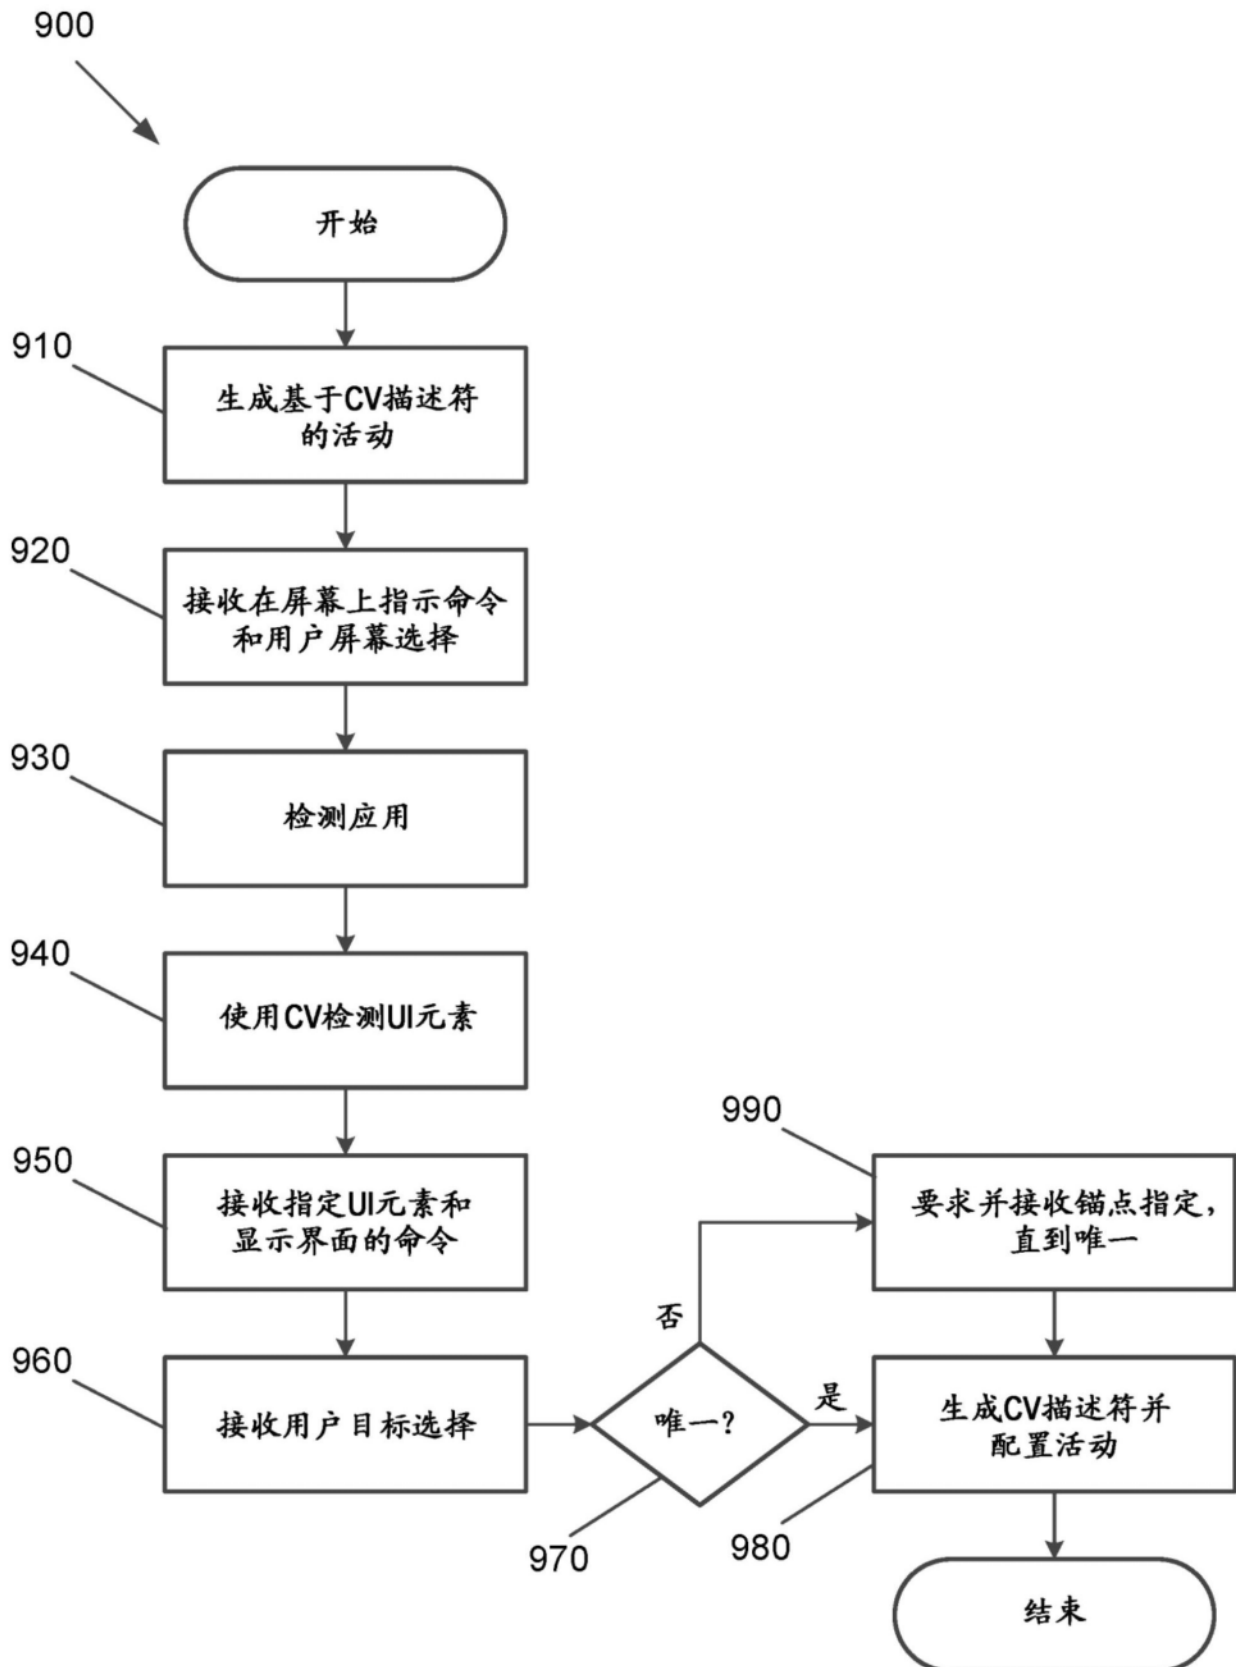 900
开始
910
生成基于CV描述符
的活动
920
接收在屏幕上指示命令
和用户屏幕选择
930
检测应用
940
使用CV检测UI元素
950
接收指定UI元素和
显示界面的命令
960
接收用户目标选择
唯一?
970
否
是
990
要求并接收锚点指定,
直到唯一
生成CV描述符并
配置活动
980
结束